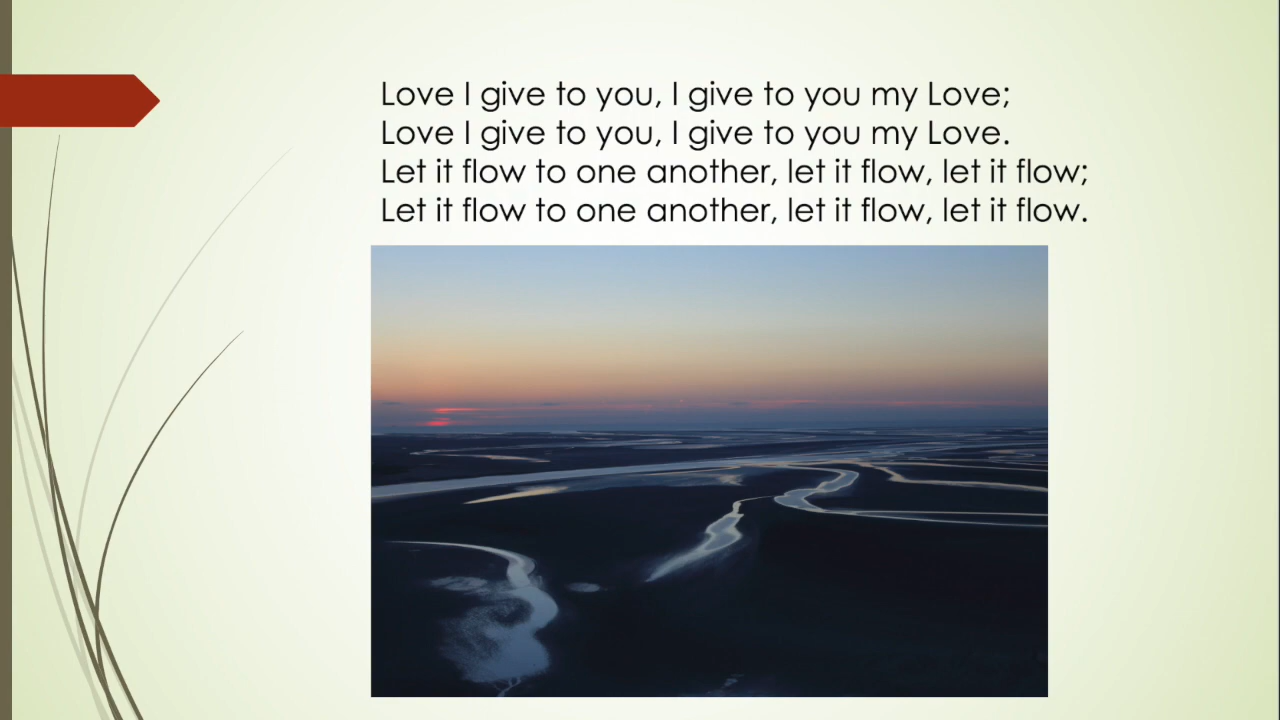 Love I give to you, I give to you my Love;
Love I give to you, I give to you my Love.
Let it flow to one another, let it flow, let it flow;
Let it flow to one another, let it flow, let it flow.